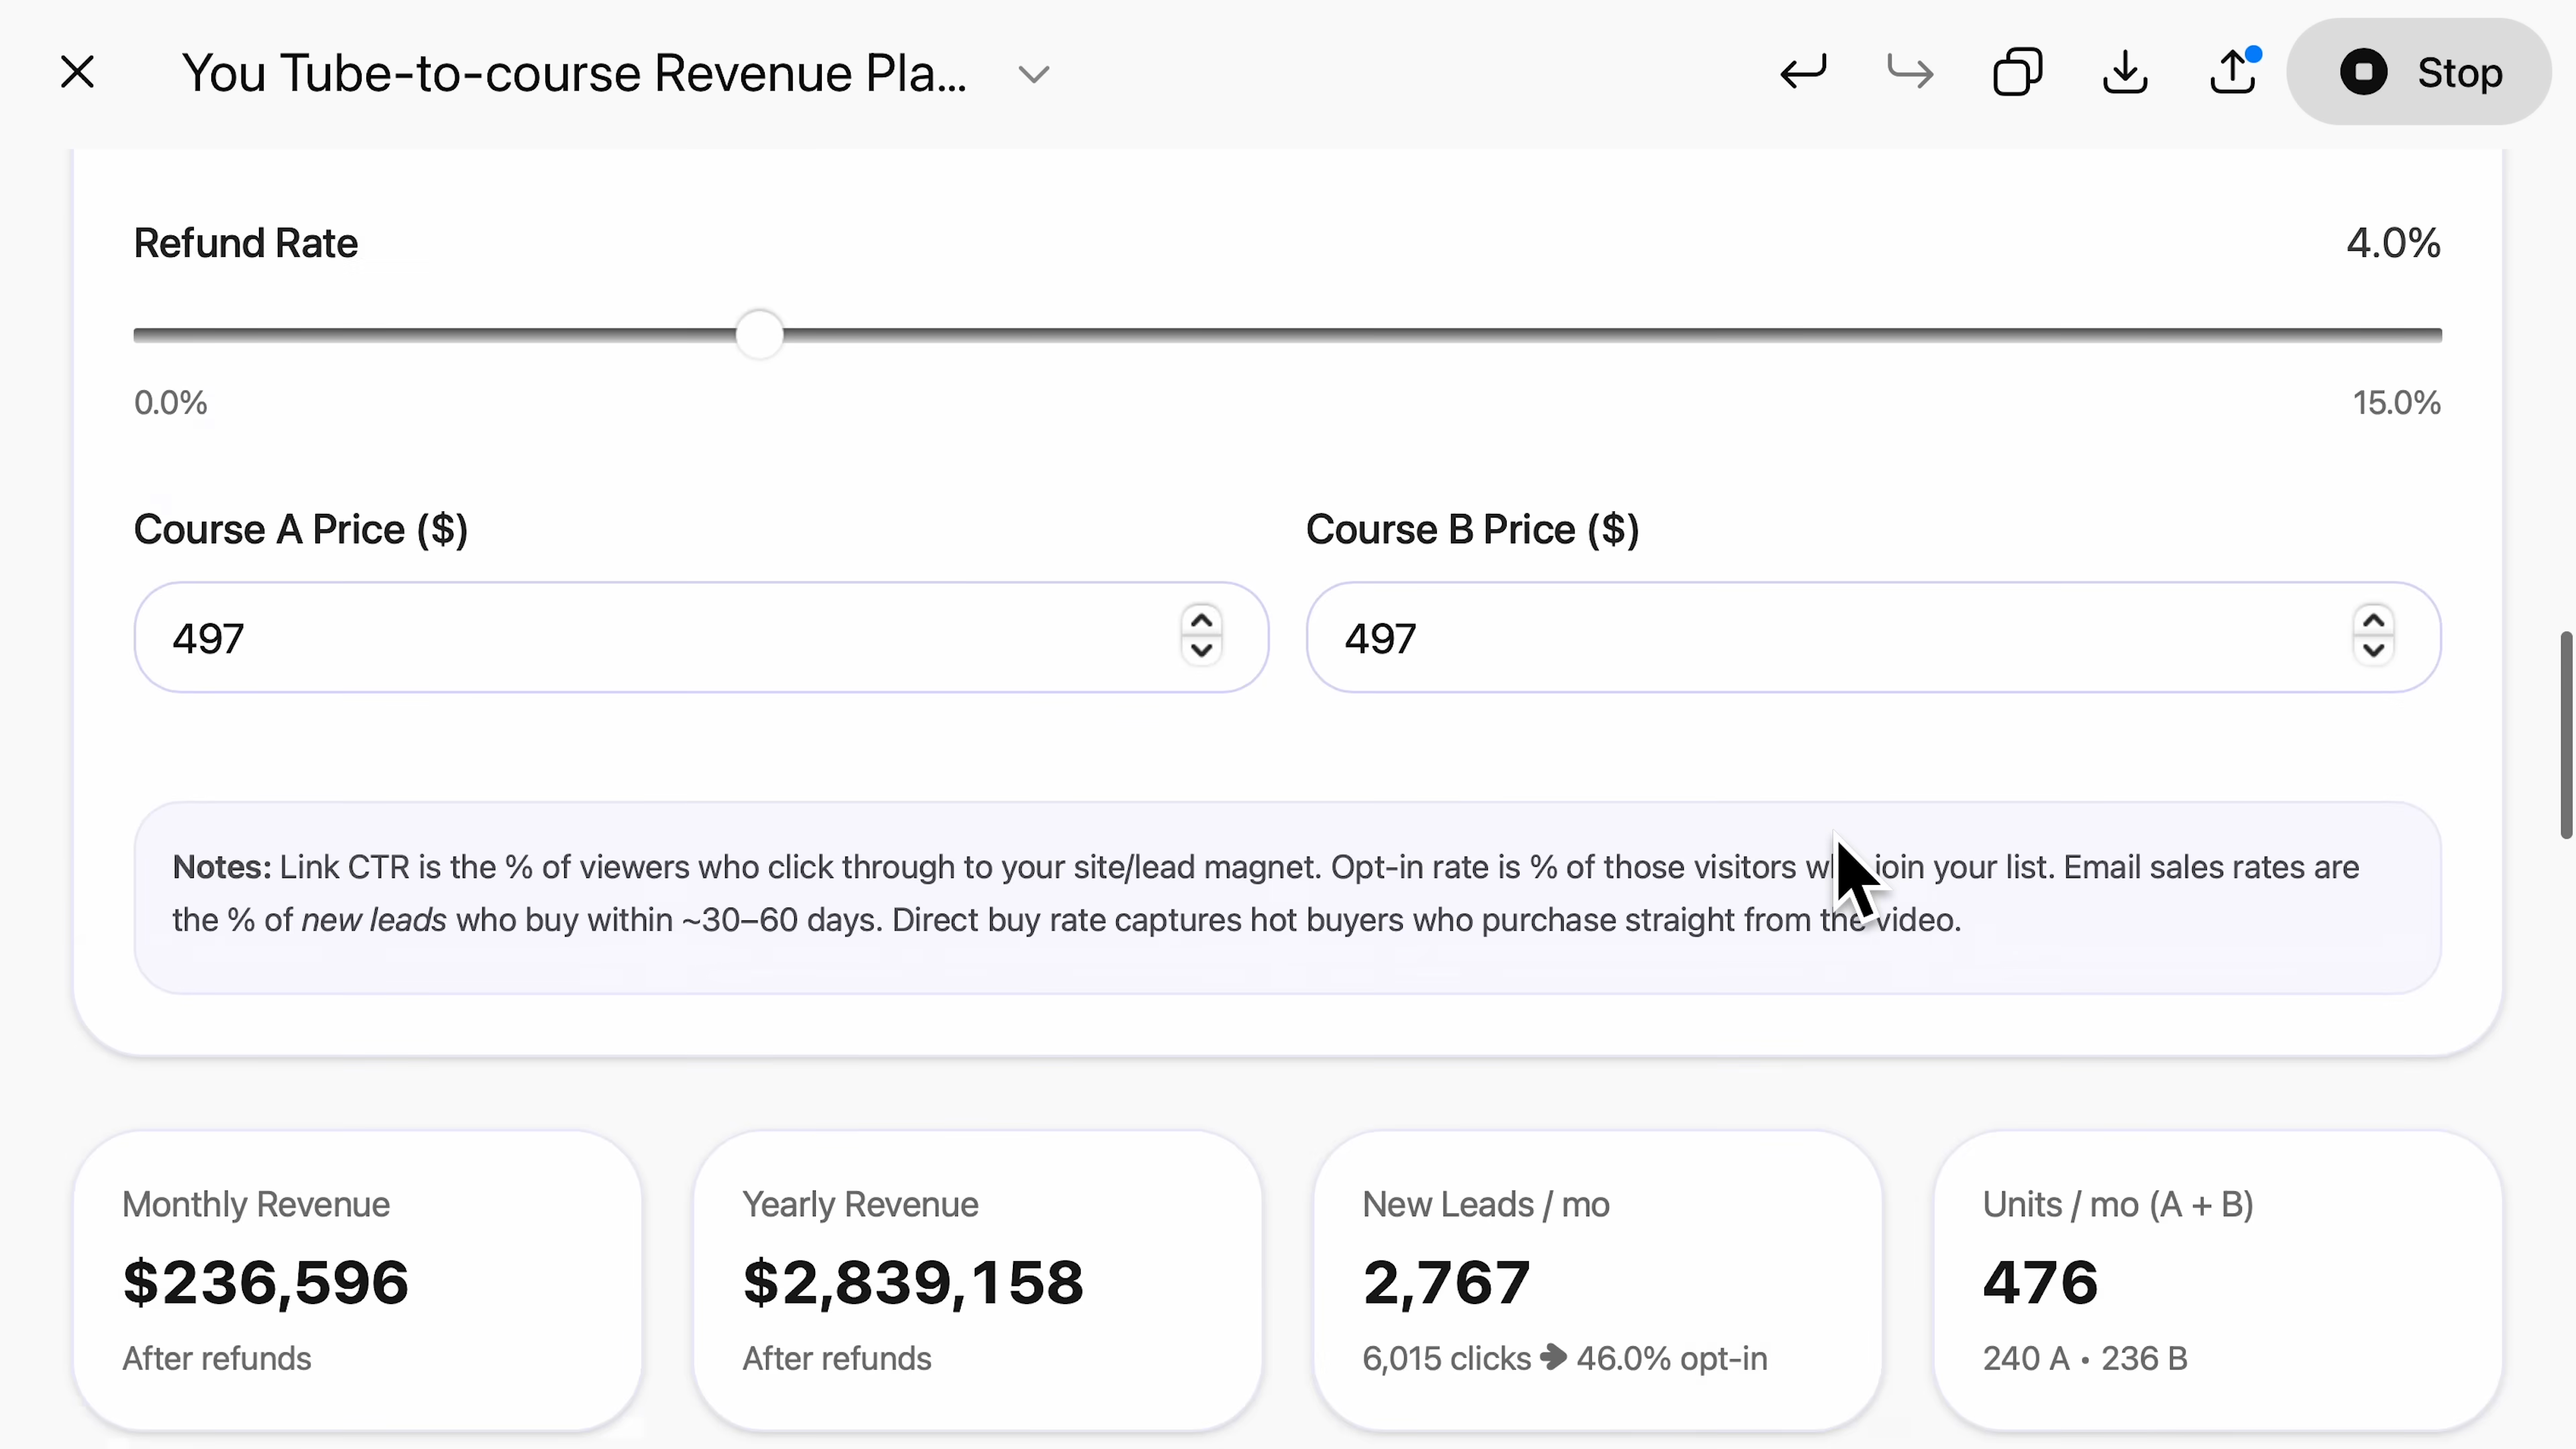 You Tube-to-course Revenue Pla...
Stop
Refund Rate
4.0%
0.0%
15.0%
Course A Price ($)
Course B Price ($)
497
497
Notes: Link CTR is the % of viewers who click through to your site/lead magnet. Opt-in rate is % of those visitors join your list. Email sales rates are
the % of new leads who buy within ~30–60 days. Direct buy rate captures hot buyers who purchase straight from the video.
Monthly Revenue
$236,596
After refunds
Yearly Revenue
$2,839,158
After refunds
New Leads / mo
2,767
6,015 clicks → 46.0% opt-in
Units / mo (A + B)
476
240 A • 236 B